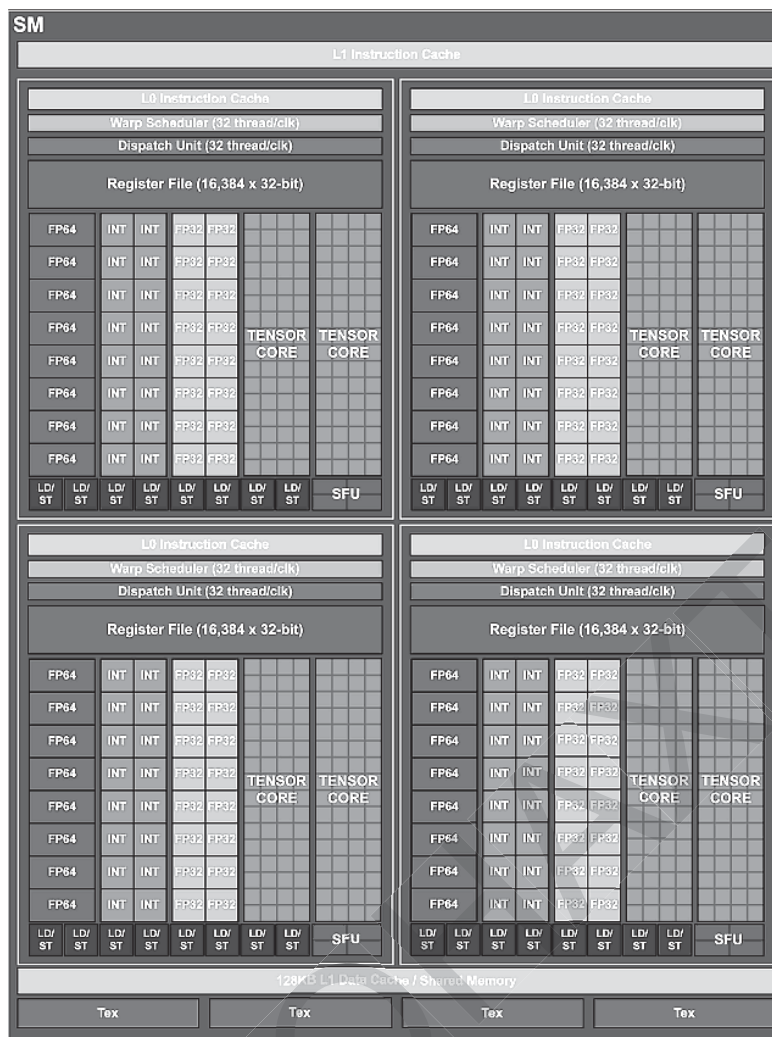 SM
L1 Instruction Cache
L0 Instruction Cache
Warp Scheduler (32 thread/clk)
Dispatch Unit (32 thread/clk)
Register File (16,384 x 32-bit)
FP64 INT INT FP32 FP32
FP64 INT INT FP32 FP32
FP64 INT INT FP32 FP32
FP64 INT INT FP32 FP32
FP64 INT INT FP32 FP32
FP64 INT INT FP32 FP32
FP64 INT INT FP32 FP32
FP64 INT INT FP32 FP32
TENSOR CORE
TENSOR CORE
LD/ST LD/ST LD/ST LD/ST LD/ST LD/ST LD/ST LD/ST SFU
L0 Instruction Cache
Warp Scheduler (32 thread/clk)
Dispatch Unit (32 thread/clk)
Register File (16,384 x 32-bit)
FP64 INT INT FP32 FP32
FP64 INT INT FP32 FP32
FP64 INT INT FP32 FP32
FP64 INT INT FP32 FP32
FP64 INT INT FP32 FP32
FP64 INT INT FP32 FP32
FP64 INT INT FP32 FP32
FP64 INT INT FP32 FP32
TENSOR CORE
TENSOR CORE
LD/ST LD/ST LD/ST LD/ST LD/ST LD/ST LD/ST LD/ST SFU
L0 Instruction Cache
Warp Scheduler (32 thread/clk)
Dispatch Unit (32 thread/clk)
Register File (16,384 x 32-bit)
FP64 INT INT FP32 FP32
FP64 INT INT FP32 FP32
FP64 INT INT FP32 FP32
FP64 INT INT FP32 FP32
FP64 INT INT FP32 FP32
FP64 INT INT FP32 FP32
FP64 INT INT FP32 FP32
FP64 INT INT FP32 FP32
TENSOR CORE
TENSOR CORE
LD/ST LD/ST LD/ST LD/ST LD/ST LD/ST LD/ST LD/ST SFU
L0 Instruction Cache
Warp Scheduler (32 thread/clk)
Dispatch Unit (32 thread/clk)
Register File (16,384 x 32-bit)
FP64 INT INT FP32 FP32
FP64 INT INT FP32 FP32
FP64 INT INT FP32 FP32
FP64 INT INT FP32 FP32
FP64 INT INT FP32 FP32
FP64 INT INT FP32 FP32
FP64 INT INT FP32 FP32
FP64 INT INT FP32 FP32
TENSOR CORE
TENSOR CORE
LD/ST LD/ST LD/ST LD/ST LD/ST LD/ST LD/ST LD/ST SFU
128KB L1 Data Cache / Shared Memory
Tex Tex Tex Tex